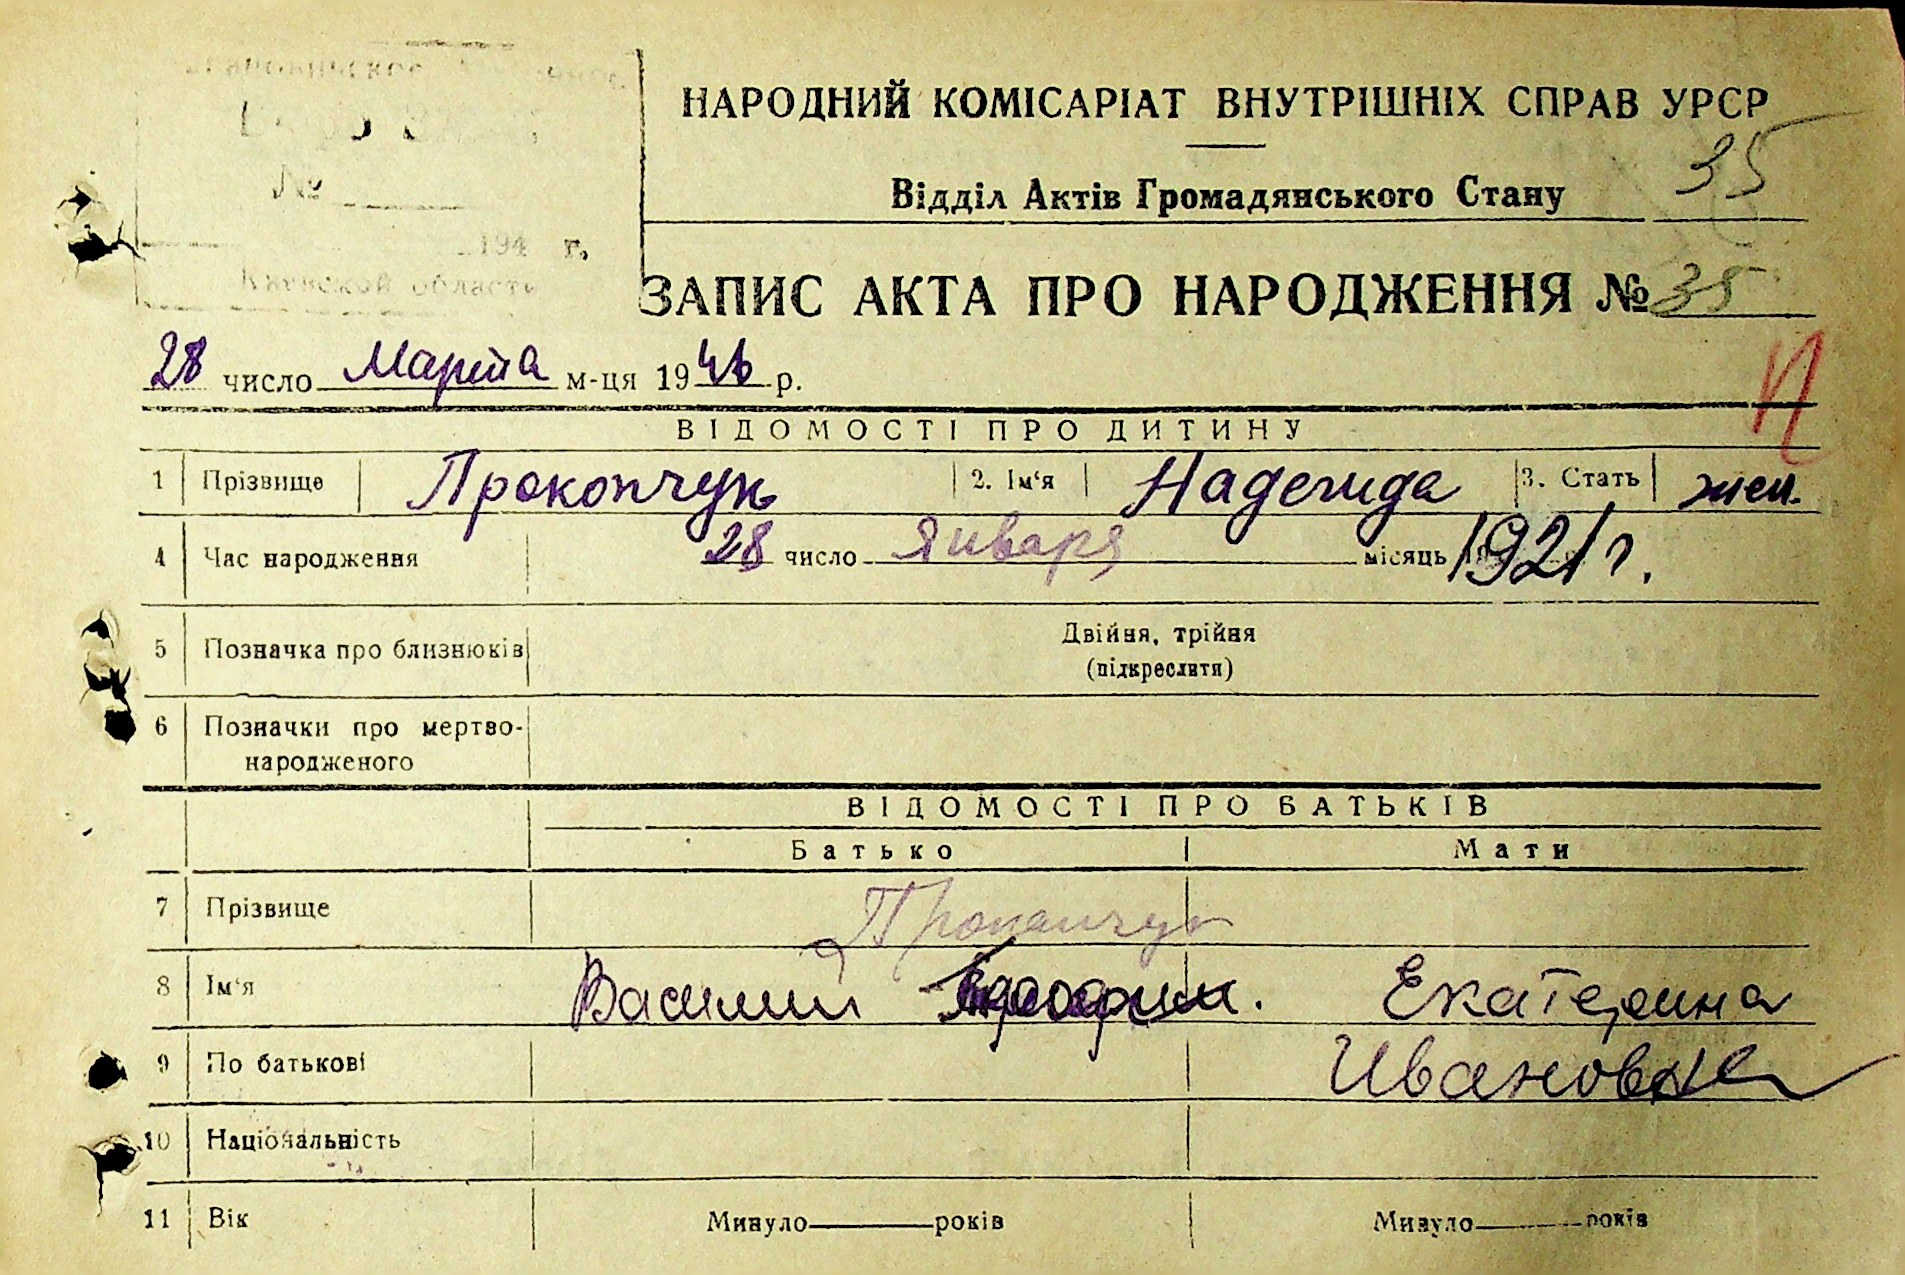 №
194 г.
Киевской области
НАРОДНИЙ КОМІСАРІАТ ВНУТРІШНІХ СПРАВ УРСР
Відділ Актів Громадянського Стану 35
ЗАПИС АКТА ПРО НАРОДЖЕННЯ № 35
28 число Марта м-ця 1946 р.
П
ВІДОМОСТІ ПРО ДИТИНУ
1 Прізвище Прокопчук 2. Ім'я Надежда 3. Стать жен.
4 Час народження 28 число Января місяць 1921 г.
5 Позначка про близнюків Двійня, трійня
(підкреслити)
6 Позначки про мертво-
народженого
ВІДОМОСТІ ПРО БАТЬКІВ
Батько Мати
7 Прізвище Прокопчук
8 Ім'я Василий Екатерина
9 По батькові Ивановна
10 Національність
11 Вік Минуло років Минуло років